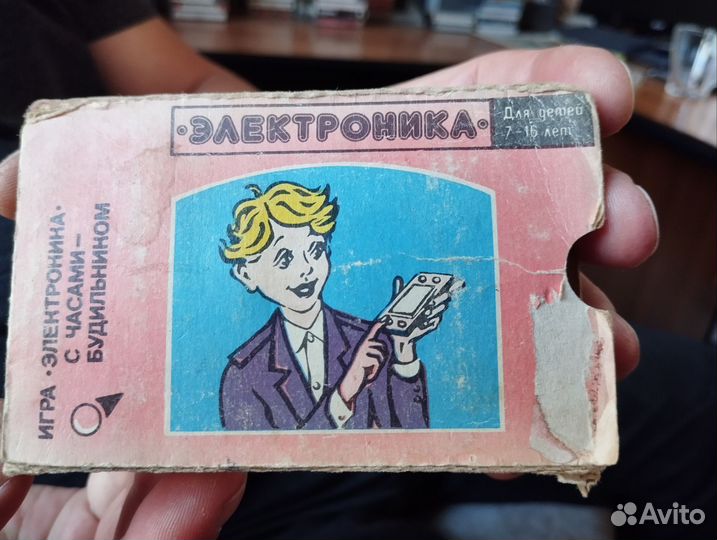 ·ЭЛЕКТРОНИКА·
Для детей
7-16 лет
ИГРА ·ЭЛЕКТРОНИКА·
С ЧАСАМИ-
БУДИЛЬНИКОМ
Avito